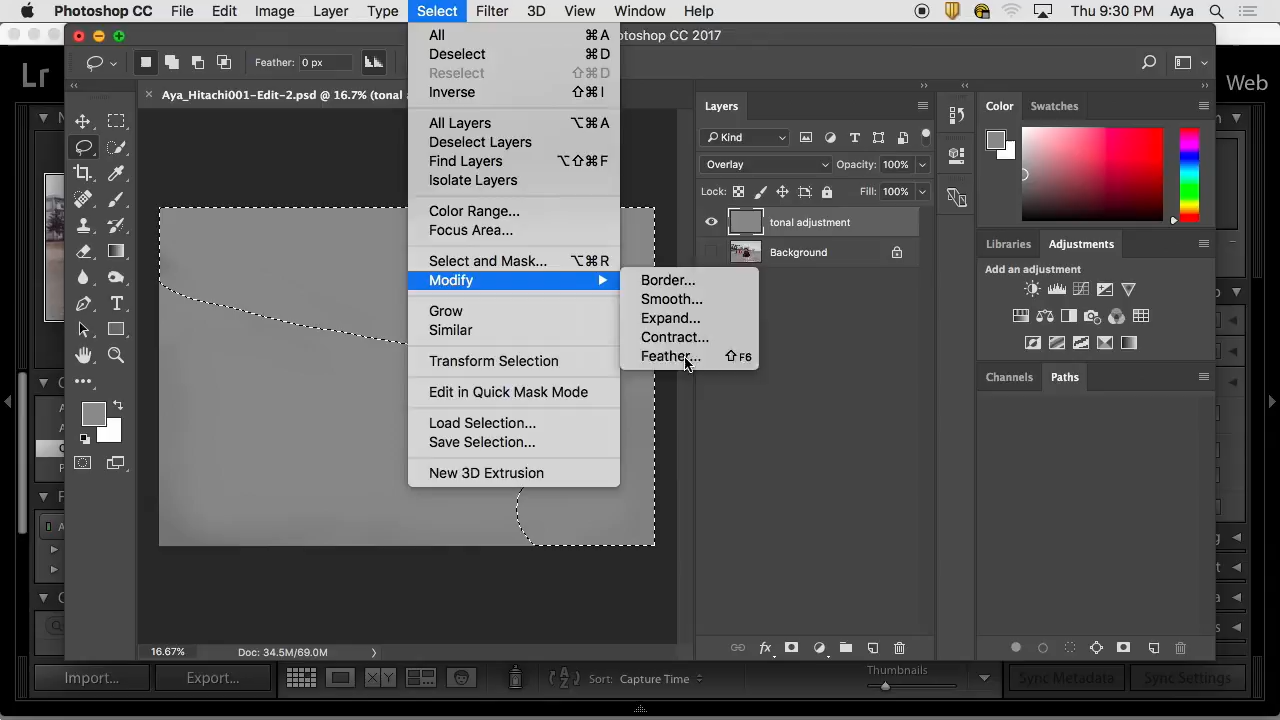 Photoshop CC File Edit Image Layer Type Select Filter 3D View Window Help Thu 9:30 PM Aya
Photoshop CC 2017
Feather: 0 px
Lr
Web
Aya_Hitachi001-Edit-2.psd @ 16.7% (tonal a
All ⌘A
Deselect ⌘D
Reselect ⇧⌘D
Inverse ⇧⌘I
All Layers ⌥⌘A
Deselect Layers
Find Layers ⌥⇧⌘F
Isolate Layers
Color Range...
Focus Area...
Select and Mask... ⌥⌘R
Modify
Grow
Similar
Transform Selection
Edit in Quick Mask Mode
Load Selection...
Save Selection...
New 3D Extrusion
Border...
Smooth...
Expand...
Contract...
Feather... ⇧F6
Layers
Kind
Overlay Opacity: 100%
Lock: Fill: 100%
tonal adjustment
Background
Color Swatches
Libraries Adjustments
Add an adjustment
Channels Paths
16.67% Doc: 34.5M/69.0M
Import... Export... Sort: Capture Time Thumbnails Sync Metadata Sync Settings